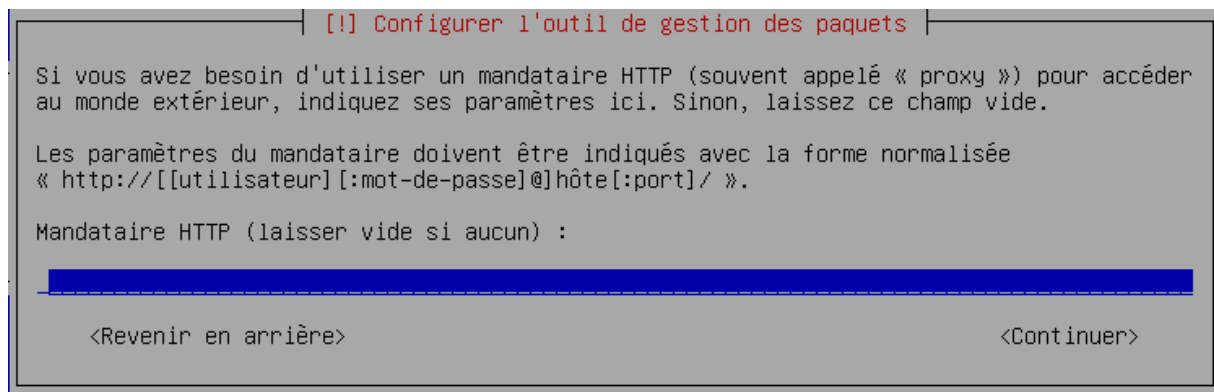 [!] Configurer l'outil de gestion des paquets
Si vous avez besoin d'utiliser un mandataire HTTP (souvent appelé « proxy ») pour accéder
au monde extérieur, indiquez ses paramètres ici. Sinon, laissez ce champ vide.
Les paramètres du mandataire doivent être indiqués avec la forme normalisée
« http://[[utilisateur][:mot-de-passe]@]hôte[:port]/ ».
Mandataire HTTP (laisser vide si aucun) :
<Revenir en arrière> <Continuer>